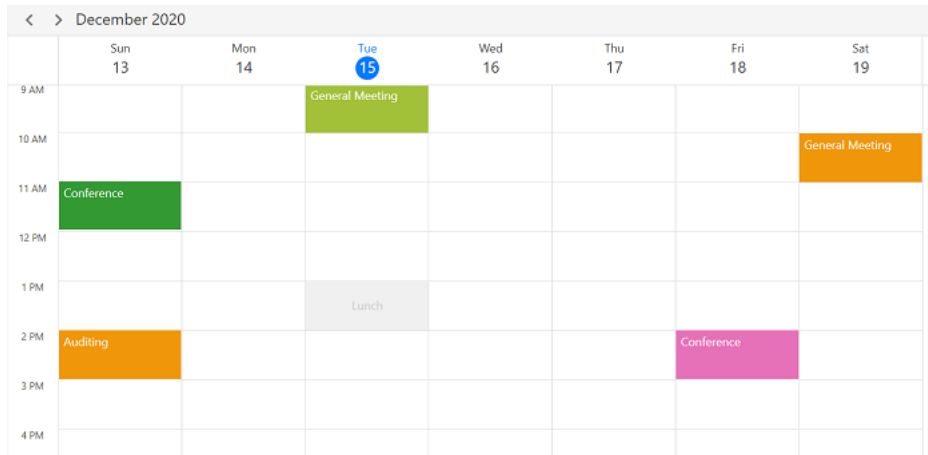 December 2020
Sun Mon Tue Wed Thu Fri Sat
13 14 15 16 17 18 19
9 AM
General Meeting
10 AM
General Meeting
11 AM
Conference
12 PM
1 PM
Lunch
2 PM
Auditing
Conference
3 PM
4 PM